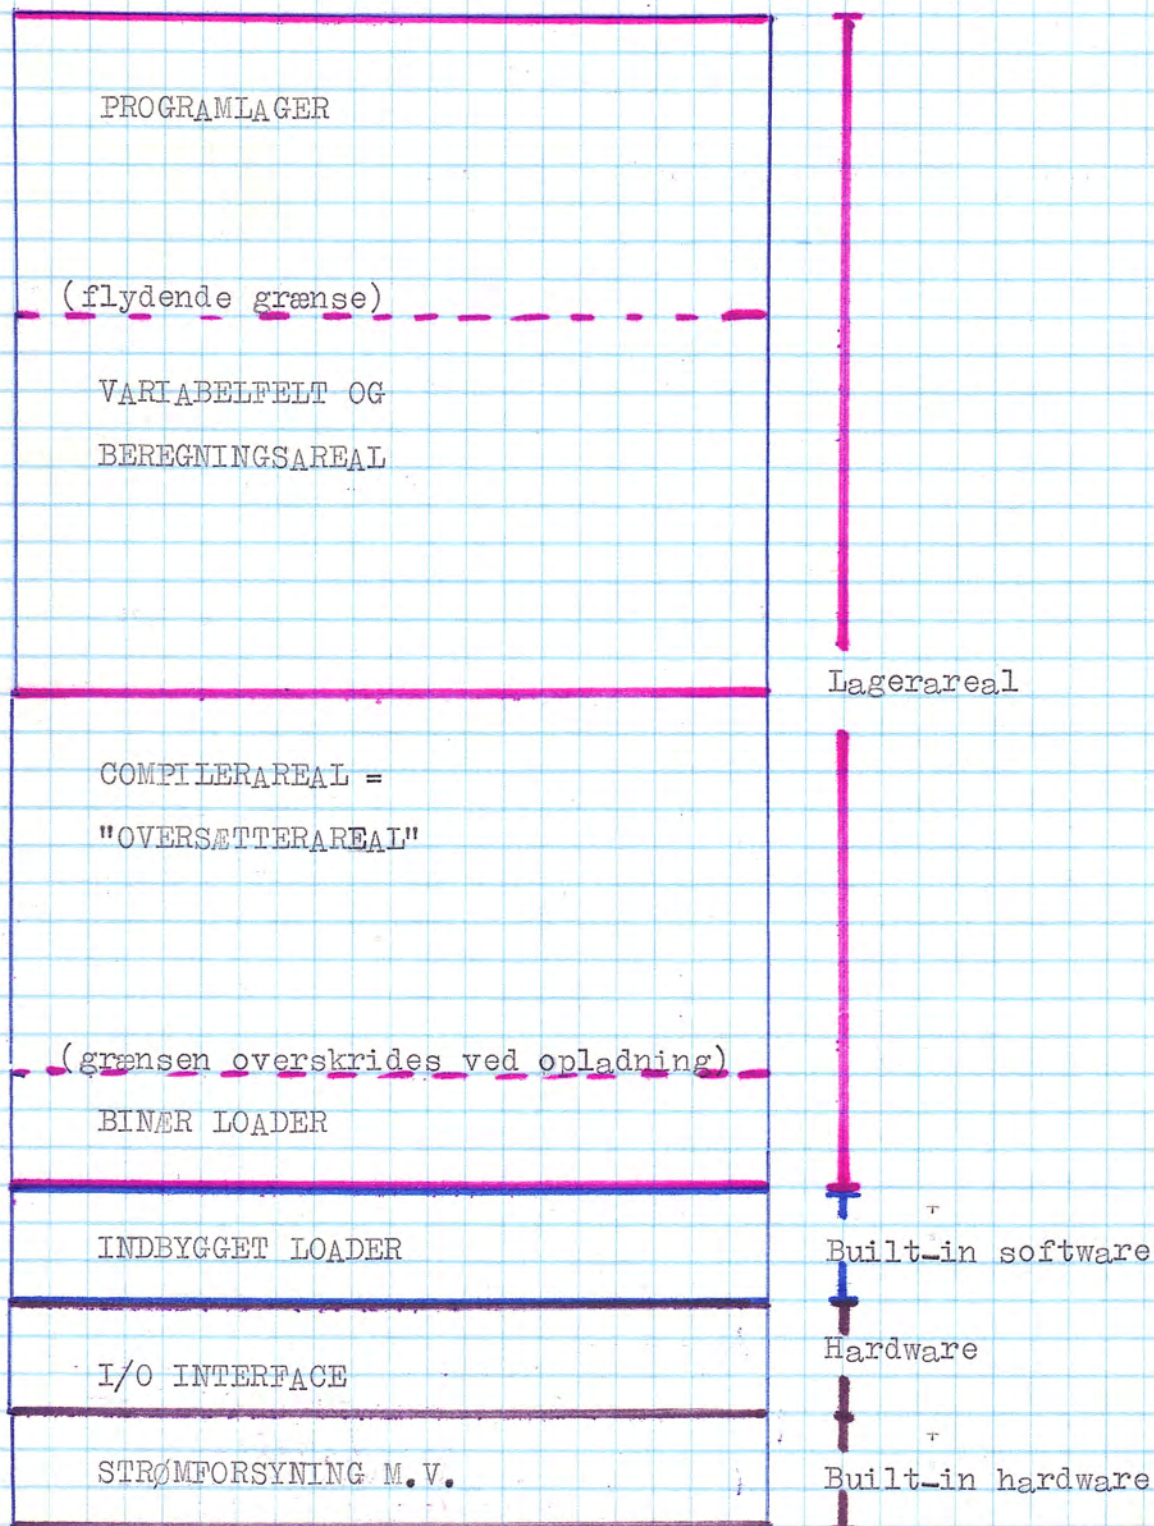 PROGRAMLAGER
(flydende grænse)
VARIABELFELT OG
BEREGNINGSAREAL
Lagerareal
COMPILERAREAL =
"OVERSÆTTERAREAL"
(grænsen overskrides ved opladning)
BINÆR LOADER
INDBYGGET LOADER
Built-in software
Hardware
I/O INTERFACE
STRØMFORSYNING M.V.
Built-in hardware